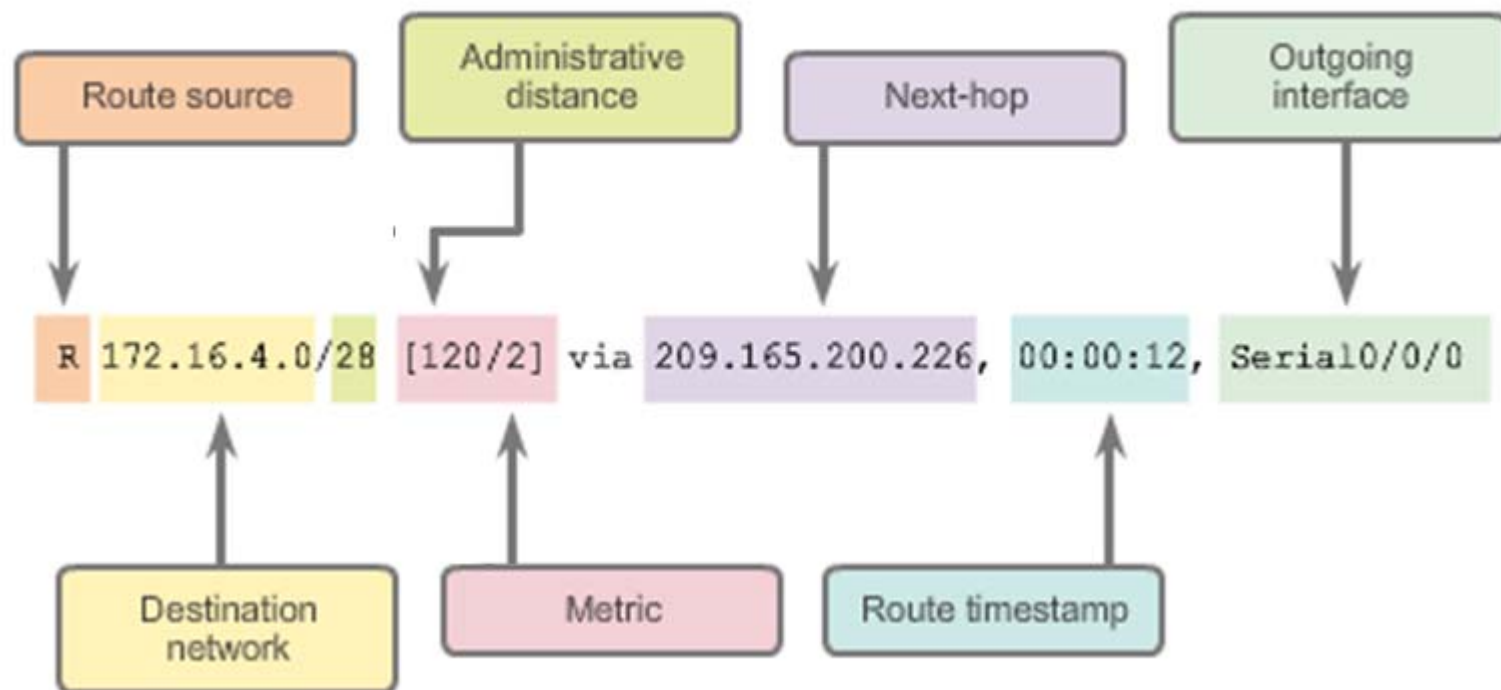 Route source
Administrative
distance
Next-hop
Outgoing
interface
R 172.16.4.0/28 [120/2] via 209.165.200.226, 00:00:12, Serial0/0/0
Destination
network
Metric
Route timestamp